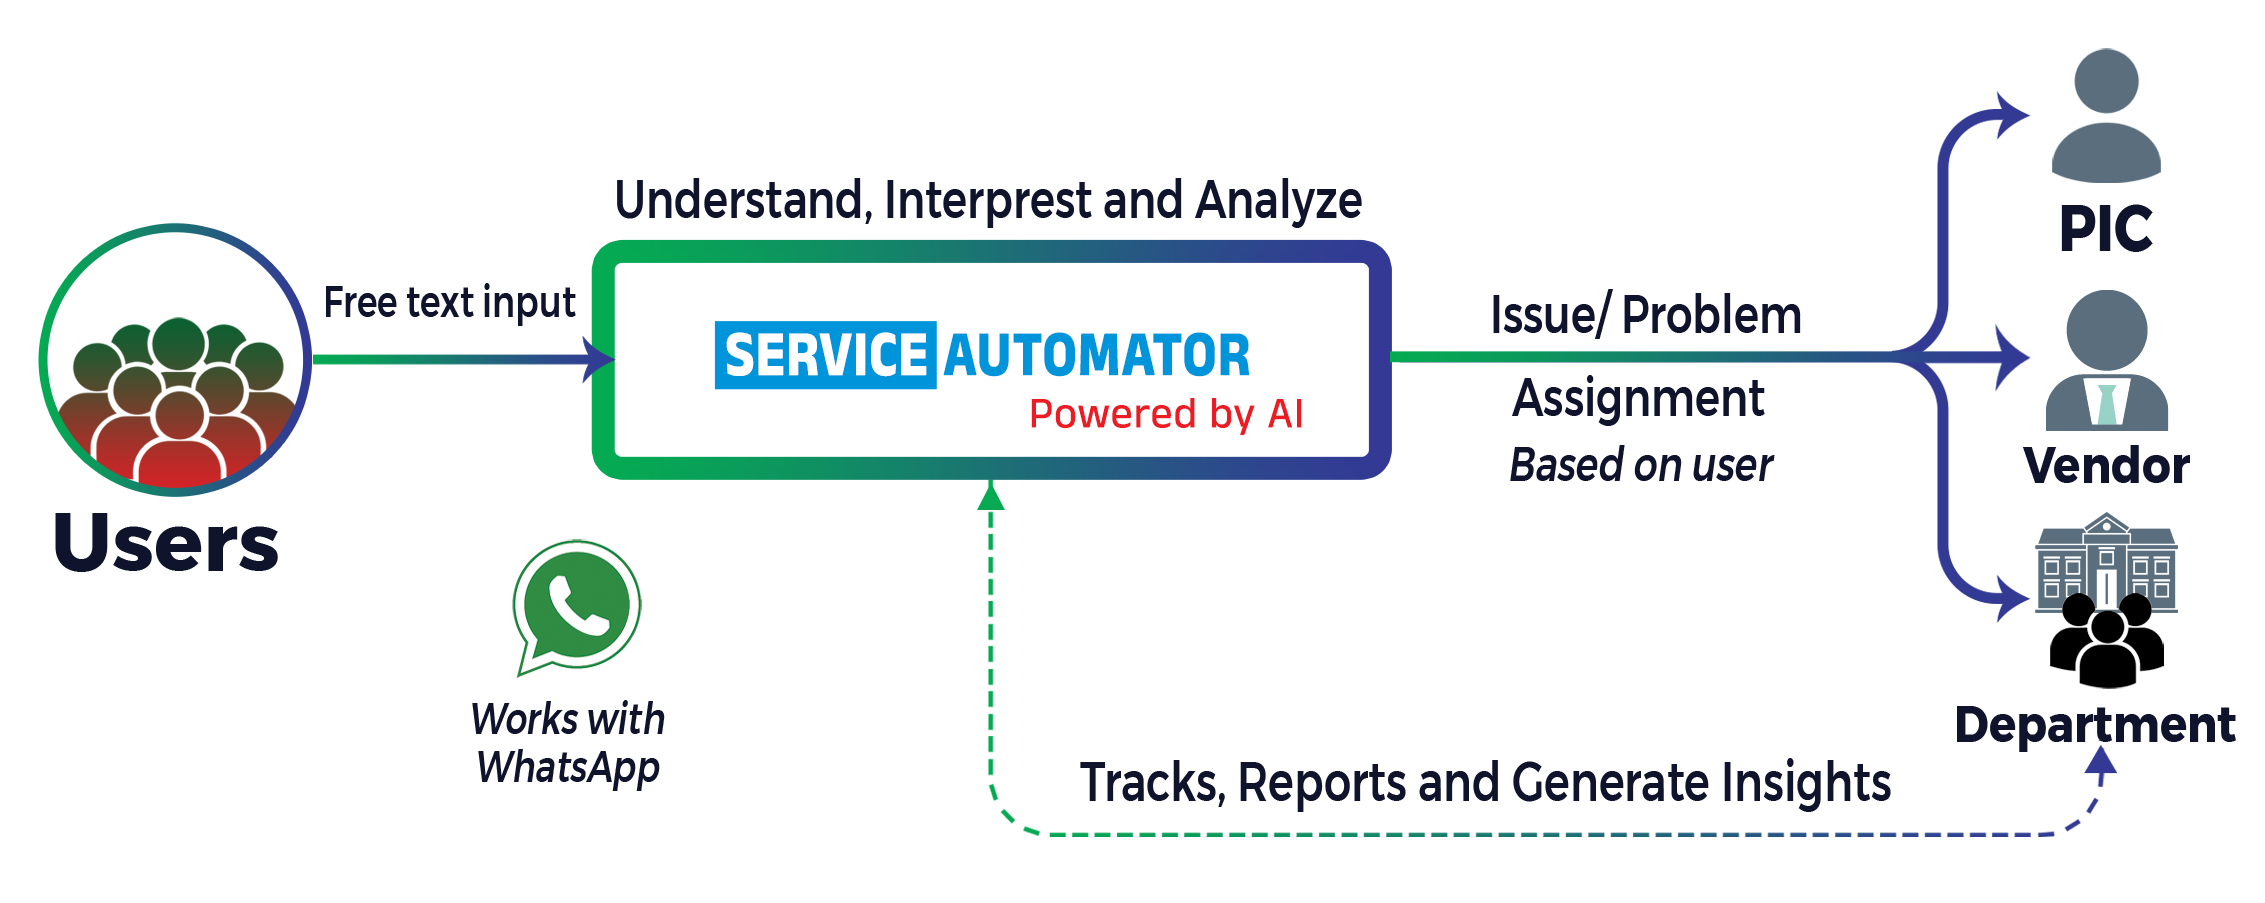 Understand, Interprest and Analyze
Free text input
SERVICE AUTOMATOR
Powered by AI
Users
Works with
WhatsApp
Issue/ Problem
Assignment
Based on user
PIC
Vendor
Department
Tracks, Reports and Generate Insights